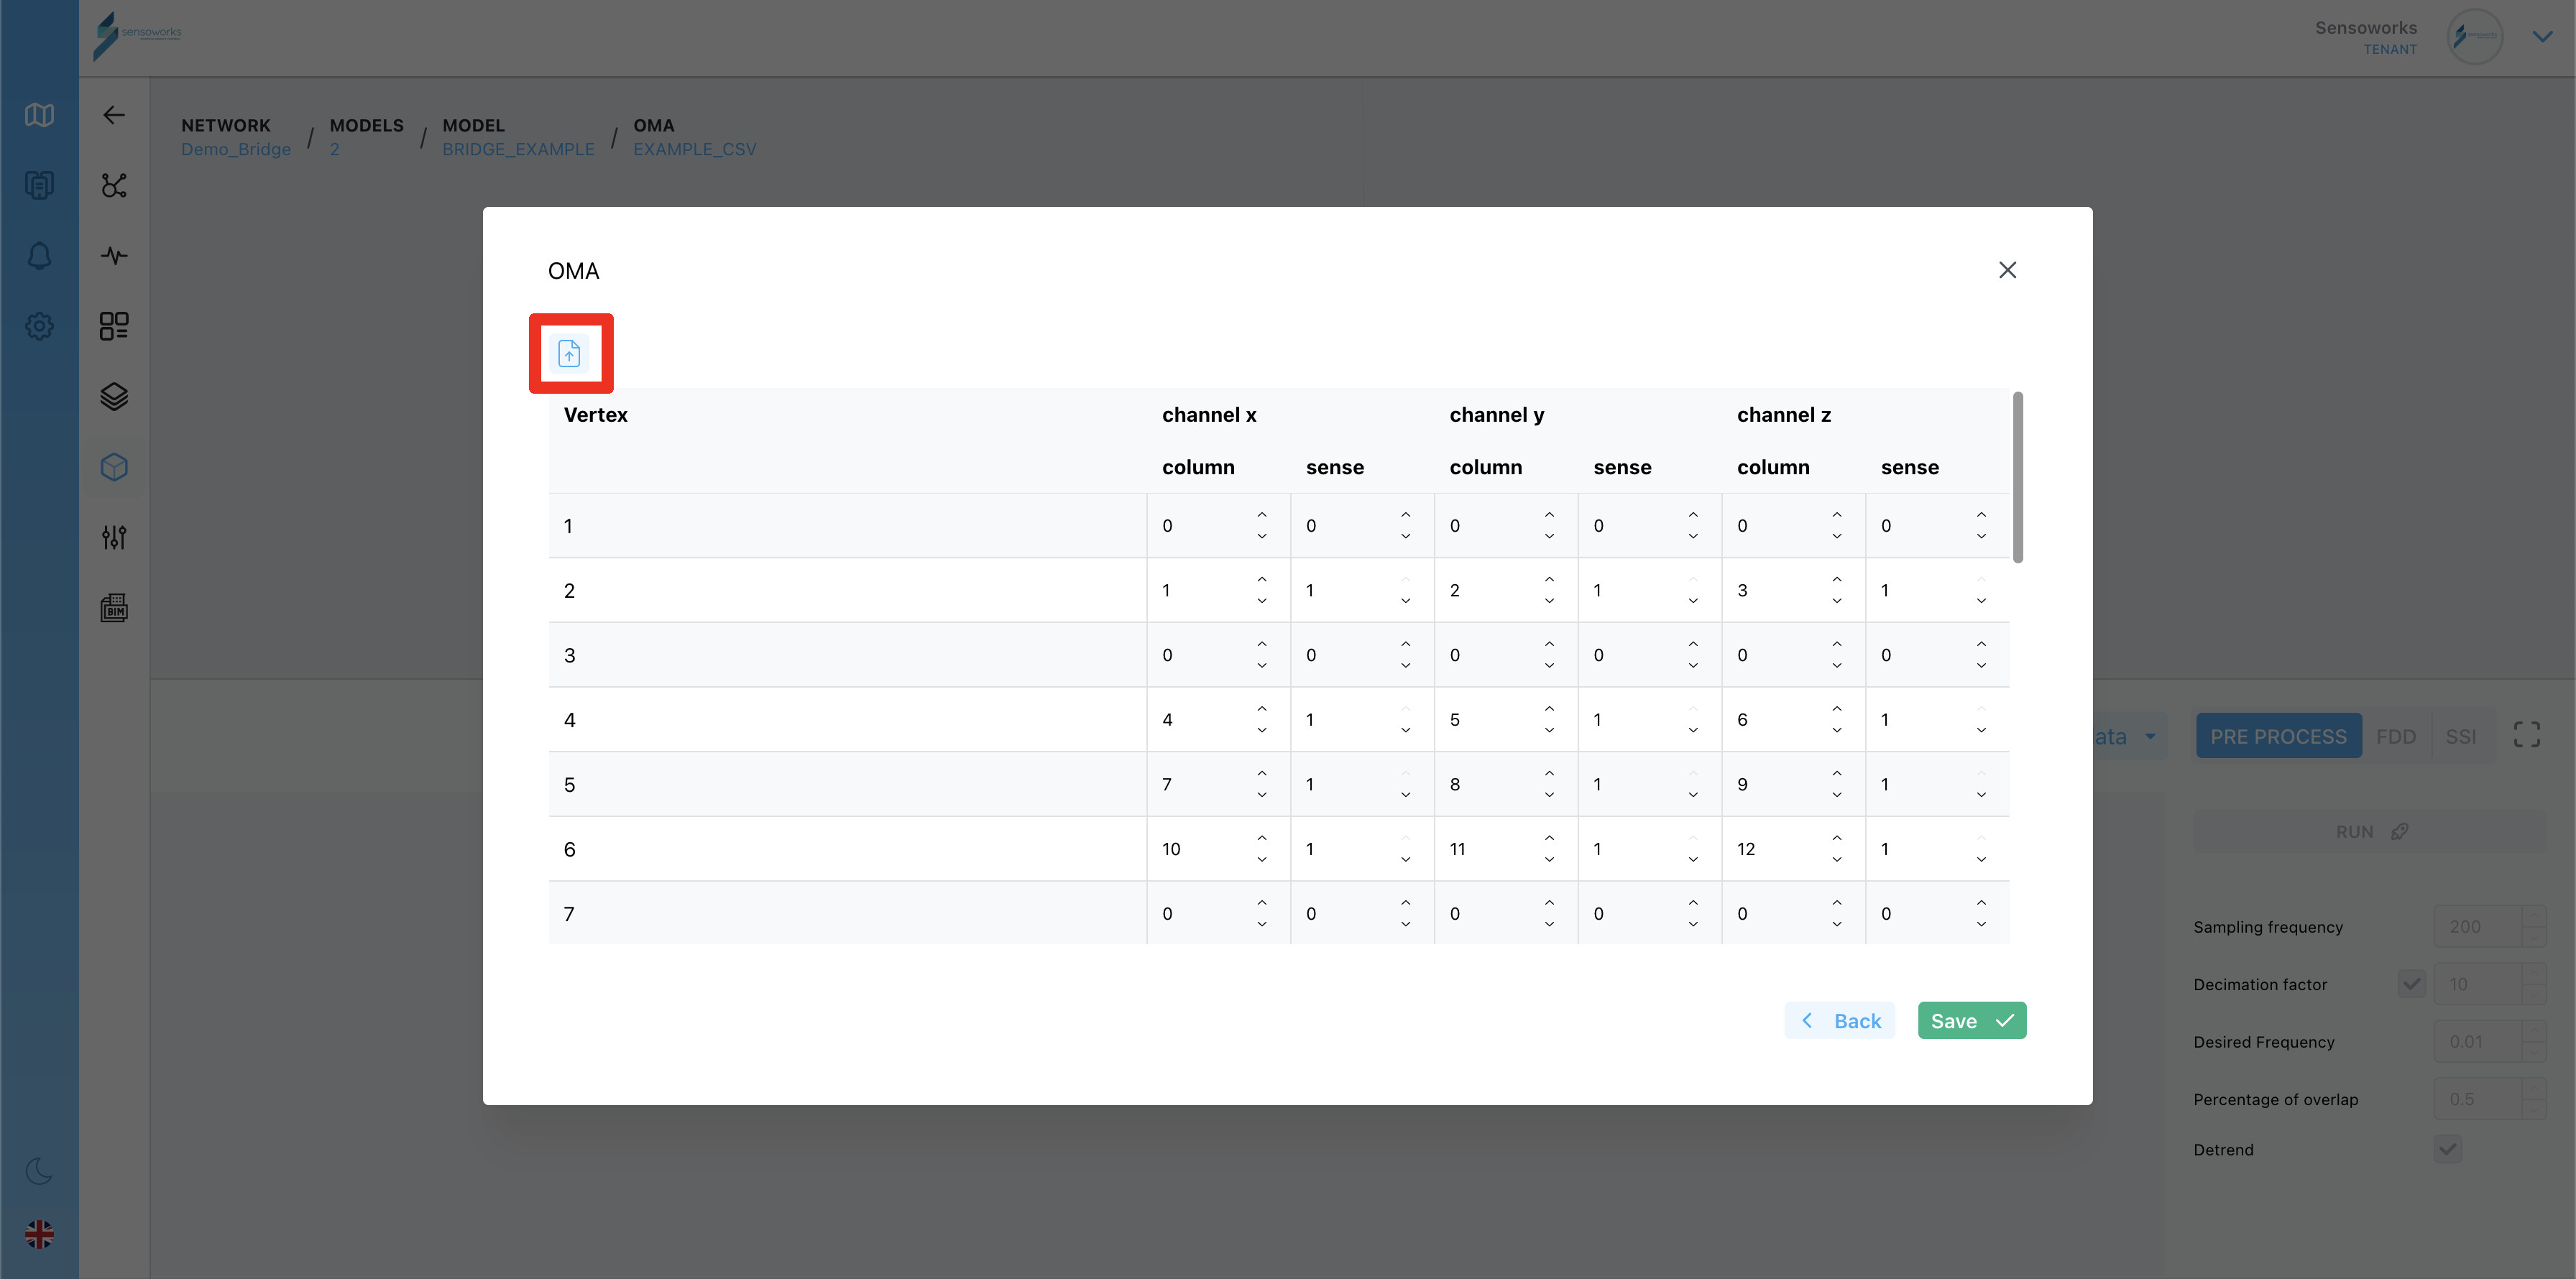 sensoworks
Sensoworks
TENANT
NETWORK / MODELS / MODEL / OMA
Demo_Bridge 2 BRIDGE_EXAMPLE EXAMPLE_CSV
OMA
Vertex channel x channel y channel z
column sense column sense column sense
1 0 0 0 0 0 0
2 1 1 2 1 3 1
3 0 0 0 0 0 0
4 4 1 5 1 6 1
5 7 1 8 1 9 1
6 10 1 11 1 12 1
7 0 0 0 0 0 0
Back Save
BIM
ata PRE PROCESS FDD SSI
RUN
Sampling frequency 200
Decimation factor 10
Desired Frequency 0.01
Percentage of overlap 0.5
Detrend